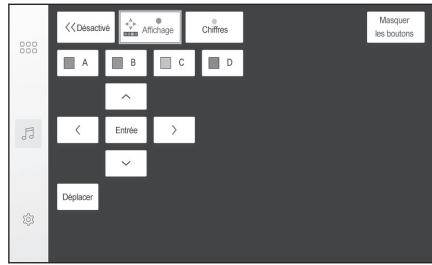 Désactivé
Affichage
Chiffres
Masquer
les boutons
A
B
C
D
Entrée
Déplacer